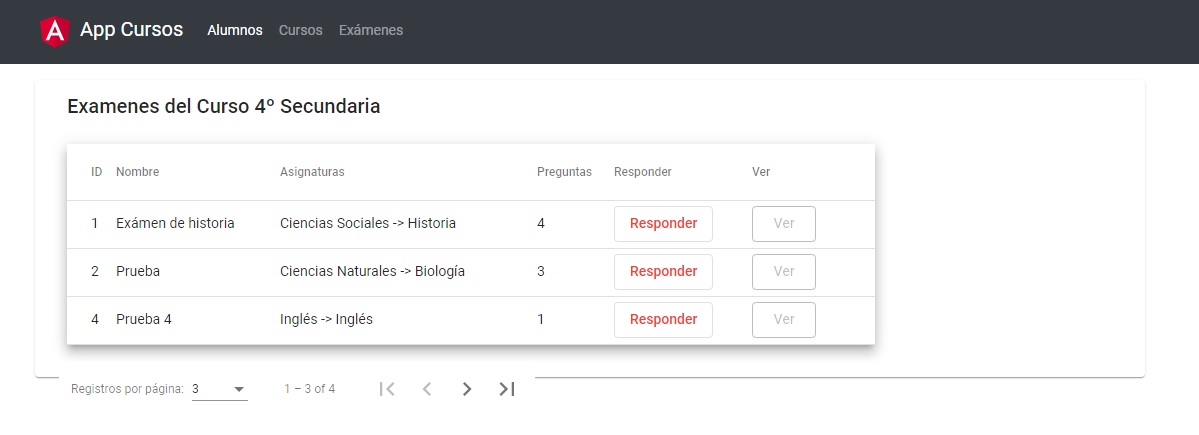 App Cursos Alumnos Cursos Exámenes
Examenes del Curso 4º Secundaria
ID Nombre Asignaturas Preguntas Responder Ver
1 Exámen de historia Ciencias Sociales -> Historia 4 Responder Ver
2 Prueba Ciencias Naturales -> Biología 3 Responder Ver
4 Prueba 4 Inglés -> Inglés 1 Responder Ver
Registros por página: 3 1 – 3 of 4